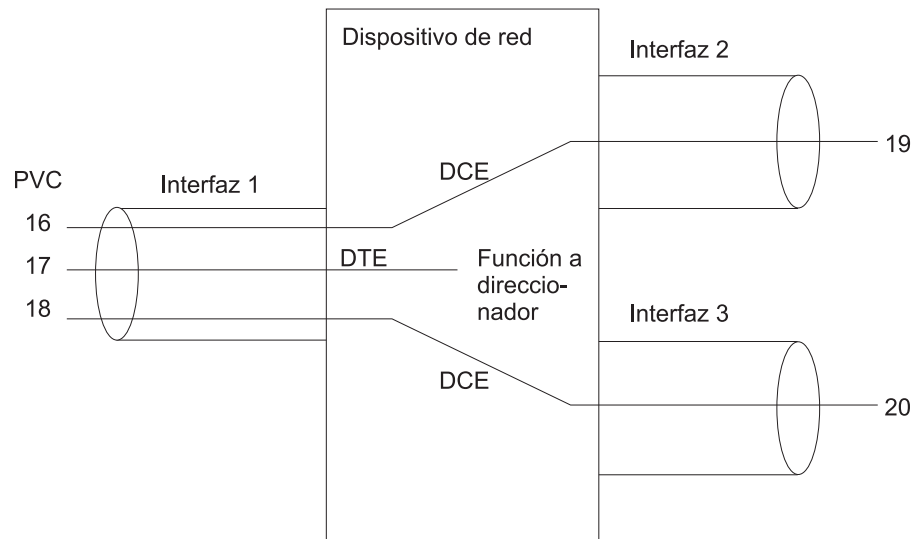 Dispositivo de red
Interfaz 2
19
DCE
PVC
Interfaz 1
16
DTE
17
Función a
direccio-
nador
18
Interfaz 3
DCE
20